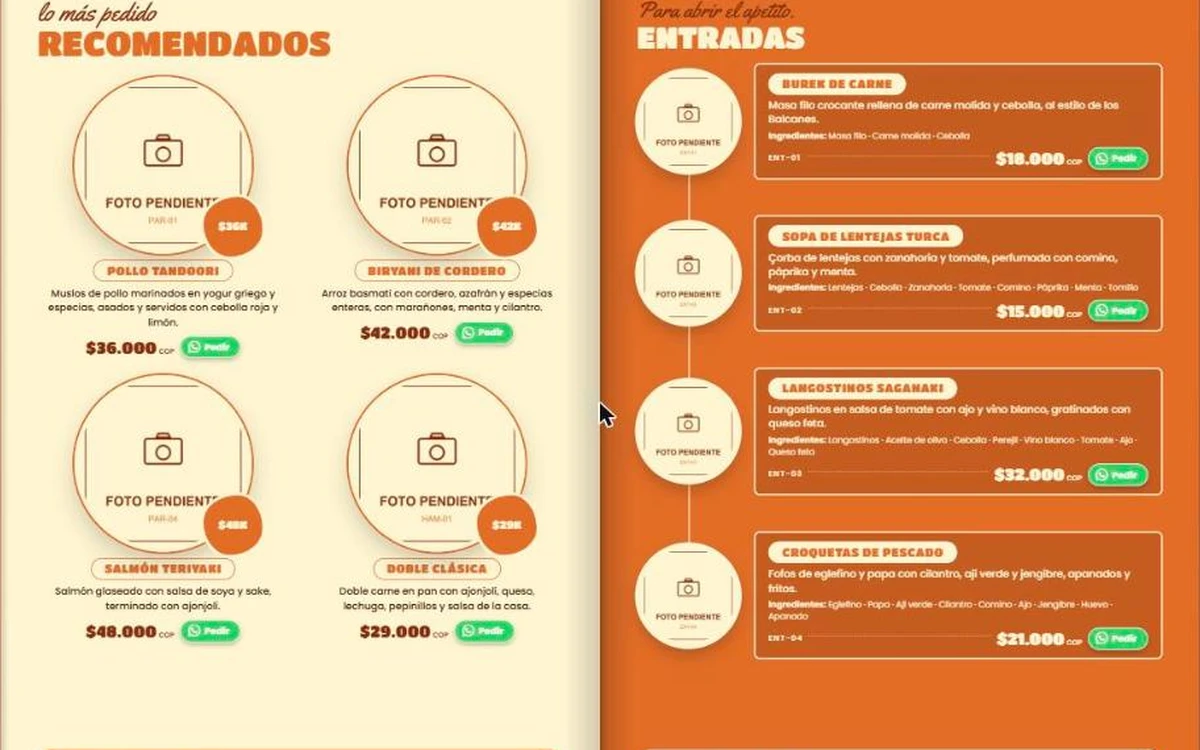 lo más pedido
RECOMENDADOS
FOTO PENDIENTE
PAR-01
$36K
POLLO TANDOORI
Muslos de pollo marinados en yogur griego y
especias, asados y servidos con cebolla roja y
limón.
$36.000 COP Pedir
FOTO PENDIENTE
PAR-02
$42K
BIRYANI DE CORDERO
Arroz basmati con cordero, azafrán y especias
enteras, con marañones, menta y cilantro.
$42.000 COP Pedir
FOTO PENDIENTE
PAR-04
$48K
SALMÓN TERIYAKI
Salmón glaseado con salsa de soya y sake,
terminado con ajonjolí.
$48.000 COP Pedir
FOTO PENDIENTE
HAM-01
$29K
DOBLE CLÁSICA
Doble carne en pan con ajonjolí, queso,
lechuga, pepinillos y salsa de la casa.
$29.000 COP Pedir
Para abrir el apetito.
ENTRADAS
FOTO PENDIENTE
BUREK DE CARNE
Masa filo crocante rellena de carne molida y cebolla, al estilo de los
Balcanes.
Ingredientes: Masa filo · Carne molida · Cebolla
ENT-01 $18.000 COP Pedir
FOTO PENDIENTE
SOPA DE LENTEJAS TURCA
Çorba de lentejas con zanahoria y tomate, perfumada con comino,
páprika y menta.
Ingredientes: Lentejas · Cebolla · Zanahoria · Tomate · Comino · Páprika · Menta · Tomillo
ENT-02 $15.000 COP Pedir
FOTO PENDIENTE
LANGOSTINOS SAGANAKI
Langostinos en salsa de tomate con ajo y vino blanco, gratinados con
queso feta.
Ingredientes: Langostinos · Aceite de oliva · Cebolla · Perejil · Vino blanco · Tomate · Ajo ·
Queso feta
ENT-03 $32.000 COP Pedir
FOTO PENDIENTE
CROQUETAS DE PESCADO
Fofos de eglefino y papa con cilantro, ají verde y jengibre, apanados y
fritos.
Ingredientes: Eglefino · Papa · Ají verde · Cilantro · Comino · Ajo · Jengibre · Huevo ·
Apanado
ENT-04 $21.000 COP Pedir